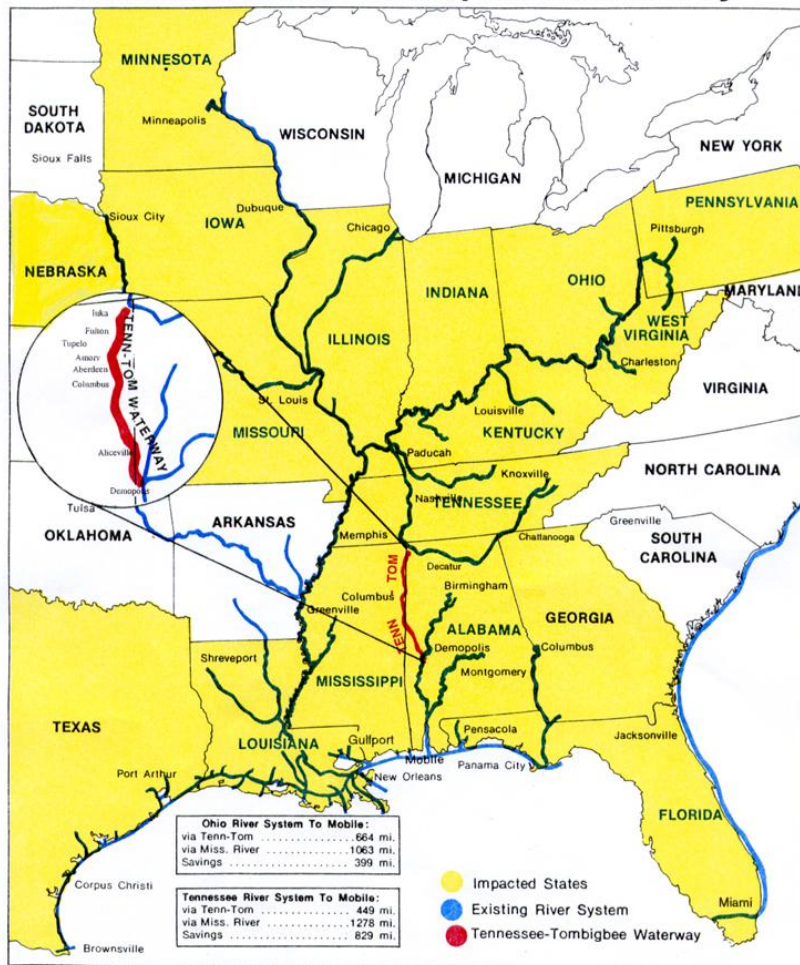 MINNESOTA
Minneapolis
SOUTH
DAKOTA
Sioux Falls
WISCONSIN
MICHIGAN
NEW YORK
PENNSYLVANIA
Pittsburgh
Sioux City
IOWA
Dubuque
Chicago
NEBRASKA
ILLINOIS
INDIANA
OHIO
MARYLAND
WEST
VIRGINIA
Charleston
VIRGINIA
Iuka
Fulton
Tupelo
Amory
Aberdeen
Columbus
Aliceville
Demopolis
TENN-TOM WATERWAY
St. Louis
MISSOURI
Louisville
KENTUCKY
Paducah
Knoxville
Nashville
TENNESSEE
NORTH CAROLINA
Tulsa
OKLAHOMA
ARKANSAS
Memphis
Chattanooga
Greenville
SOUTH
CAROLINA
Decatur
TENN TOM
Columbus
Greenville
Birmingham
ALABAMA
Demopolis
Montgomery
GEORGIA
Columbus
Shreveport
MISSISSIPPI
TEXAS
LOUISIANA
Gulfport
Mobile
Pensacola
Panama City
Jacksonville
New Orleans
Port Arthur
FLORIDA
Miami
Corpus Christi
Brownsville
Ohio River System To Mobile:
via Tenn-Tom ..............664 mi.
via Miss. River ............1063 mi.
Savings .................... 399 mi.
Tennessee River System To Mobile:
via Tenn-Tom .............. 449 mi.
via Miss. River ............ 1278 mi.
Savings .................... 829 mi.
Impacted States
Existing River System
Tennessee-Tombigbee Waterway